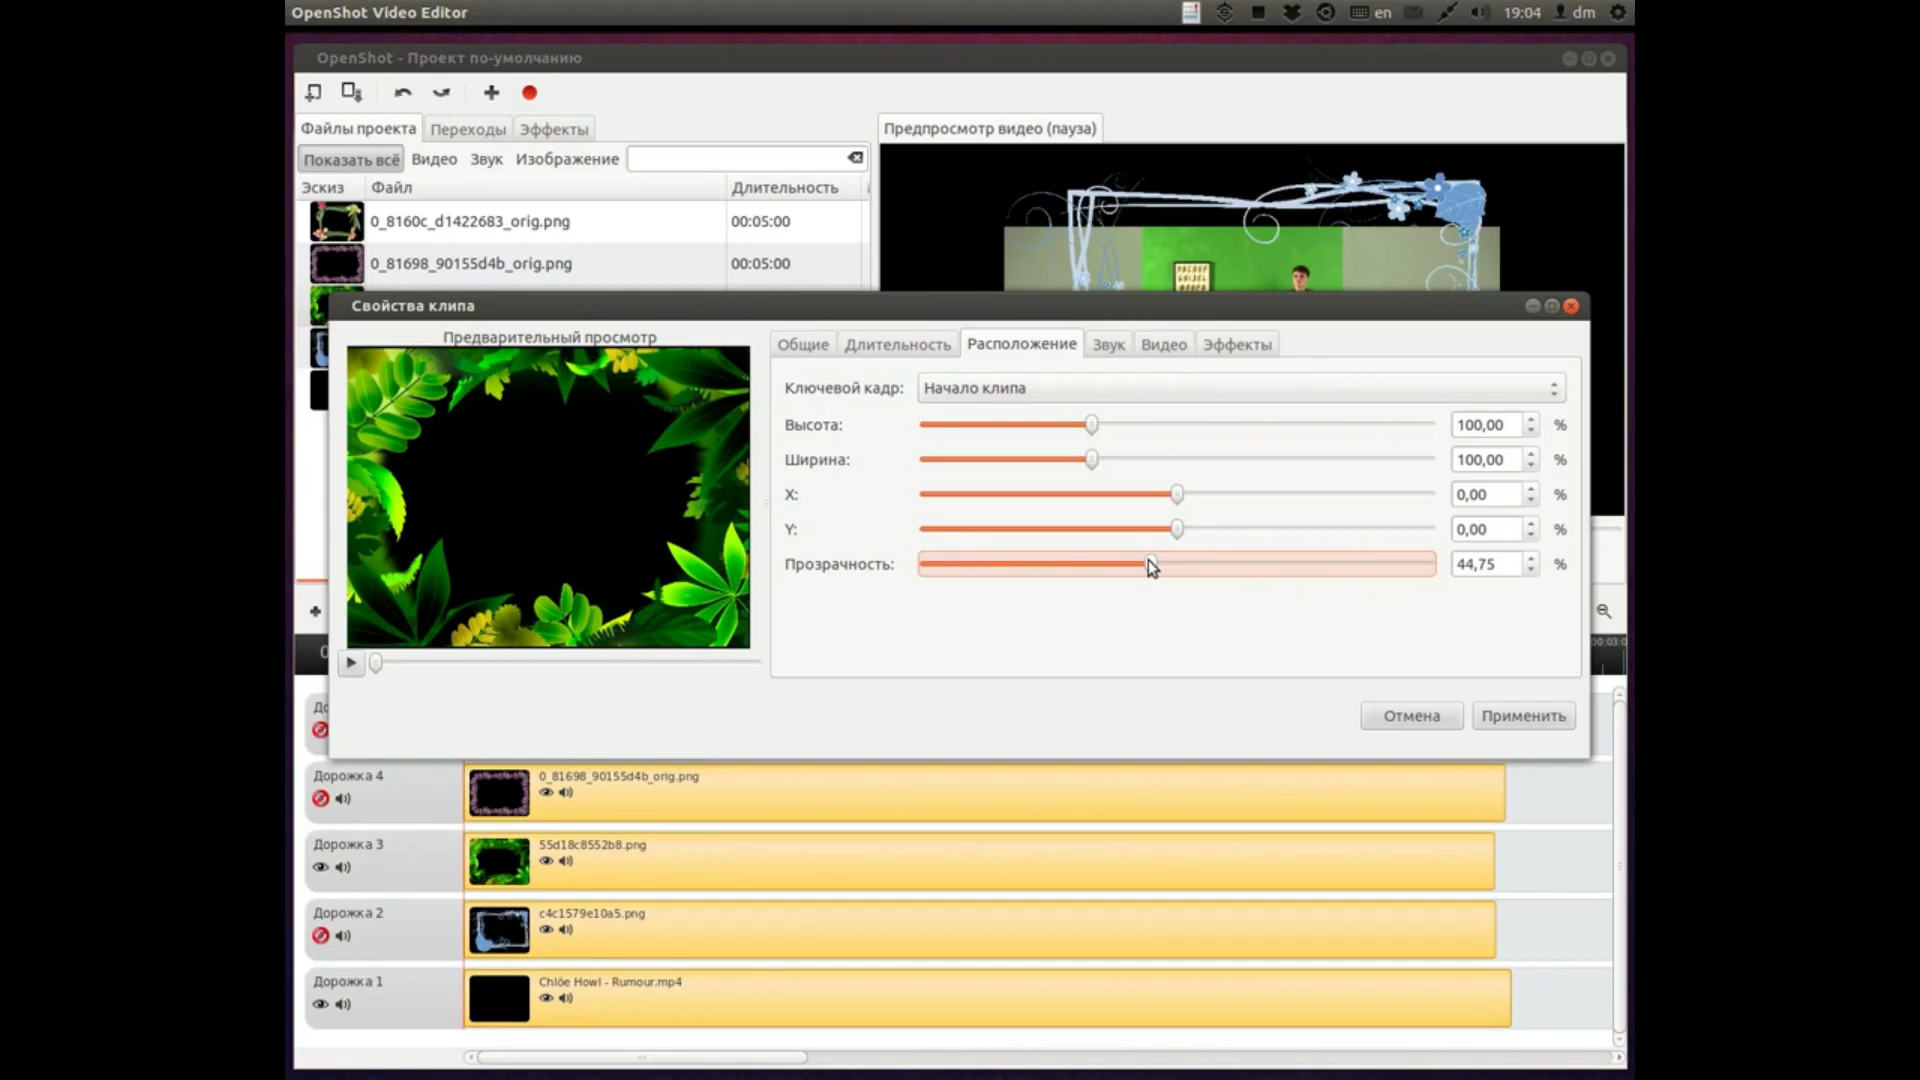 OpenShot Video Editor
en
19:04
dm
OpenShot - Проект по-умолчанию
Файлы проекта
Переходы
Эффекты
Предпросмотр видео (пауза)
Показать всё
Видео
Звук
Изображение
Эскиз
Файл
Длительность
0_8160c_d1422683_orig.png
00:05:00
0_81698_90155d4b_orig.png
00:05:00
Свойства клипа
Предварительный просмотр
Общие
Длительность
Расположение
Звук
Видео
Эффекты
Ключевой кадр:
Начало клипа
Высота:
100,00
%
Ширина:
100,00
%
X:
0,00
%
Y:
0,00
%
Прозрачность:
44,75
%
Отмена
Применить
До
Дорожка 4
0_81698_90155d4b_orig.png
Дорожка 3
55d18c8552b8.png
Дорожка 2
c4c1579e10a5.png
Дорожка 1
Chlöe Howl - Rumour.mp4